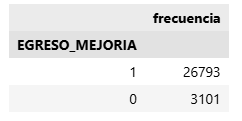 frecuencia
EGRESO_MEJORIA
1 26793
0 3101